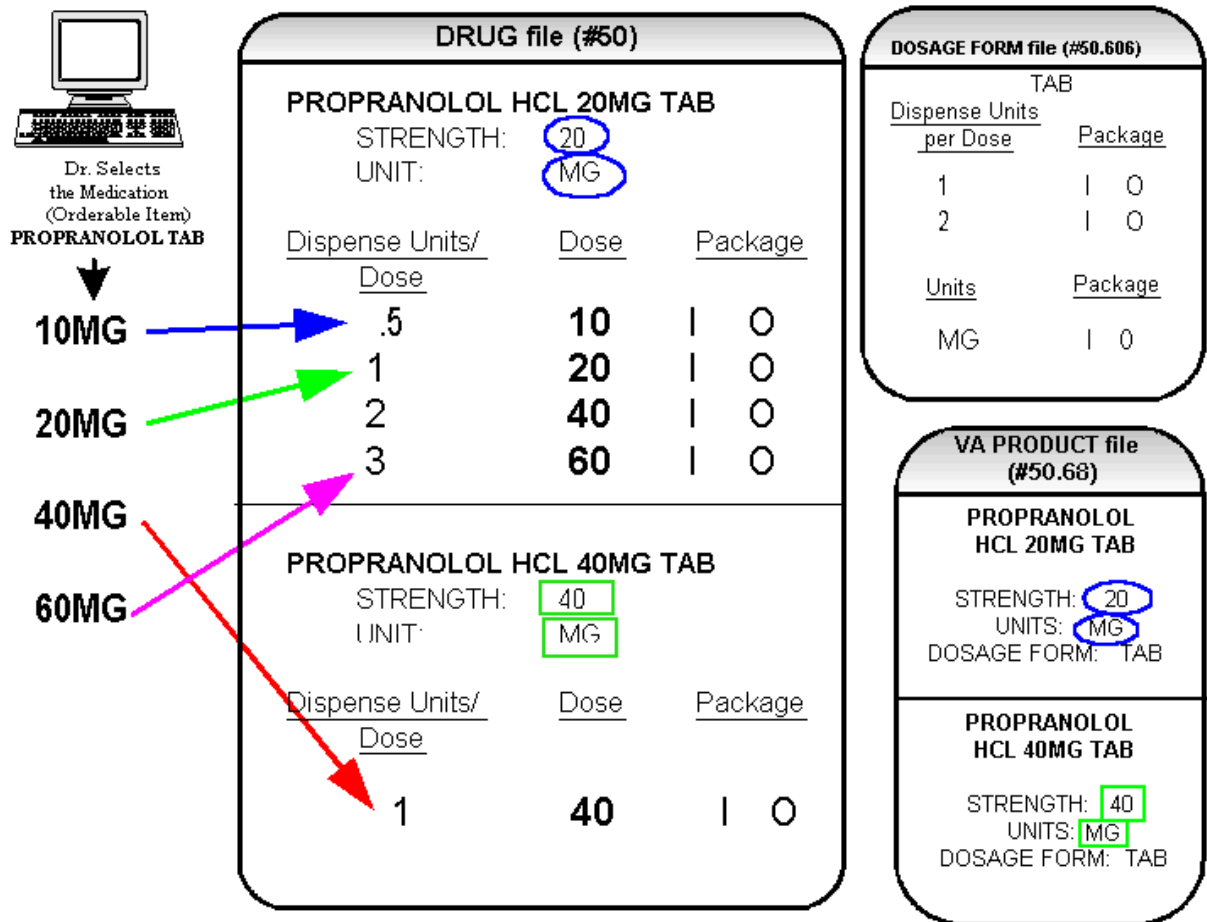 Dr. Selects
the Medication
(Orderable Item)
PROPRANOLOL TAB
10MG
20MG
40MG
60MG
DRUG file (#50)
PROPRANOLOL HCL 20MG TAB
STRENGTH: 20
UNIT: MG
Dispense Units/ Dose Package
Dose
.5 10 I O
1 20 I O
2 40 I O
3 60 I O
PROPRANOLOL HCL 40MG TAB
STRENGTH: 40
UNIT: MG
Dispense Units/ Dose Package
Dose
1 40 I O
DOSAGE FORM file (#50.606)
TAB
Dispense Units
per Dose Package
1 I O
2 I O
Units Package
MG I 0
VA PRODUCT file
(#50.68)
PROPRANOLOL
HCL 20MG TAB
STRENGTH: 20
UNITS: MG
DOSAGE FORM: TAB
PROPRANOLOL
HCL 40MG TAB
STRENGTH: 40
UNITS: MG
DOSAGE FORM: TAB